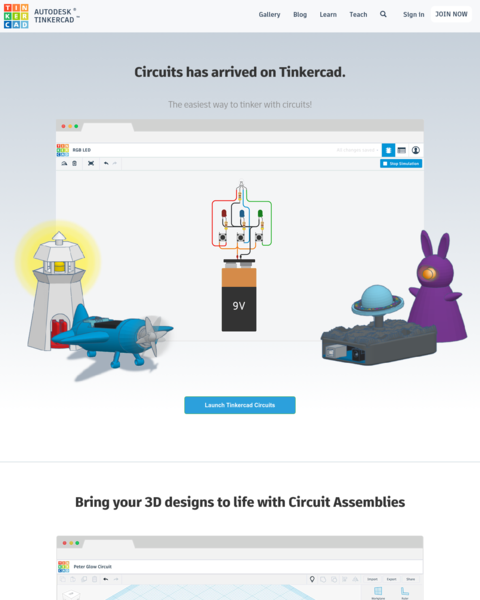 TIN
KER
CAD
AUTODESK®
TINKERCAD™
Gallery Blog Learn Teach Sign In JOIN NOW
Circuits has arrived on Tinkercad.
The easiest way to tinker with circuits!
RGB LED
Stop Simulation
9V
Launch Tinkercad Circuits
Bring your 3D designs to life with Circuit Assemblies
Peter Glow Circuit
Import Export Share